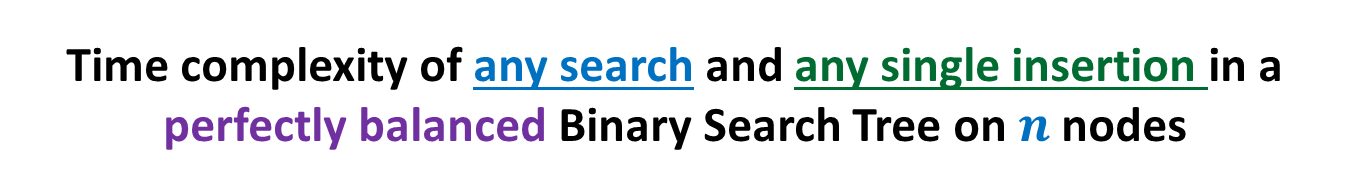 Time complexity of any search and any single insertion in a
perfectly balanced Binary Search Tree on n nodes